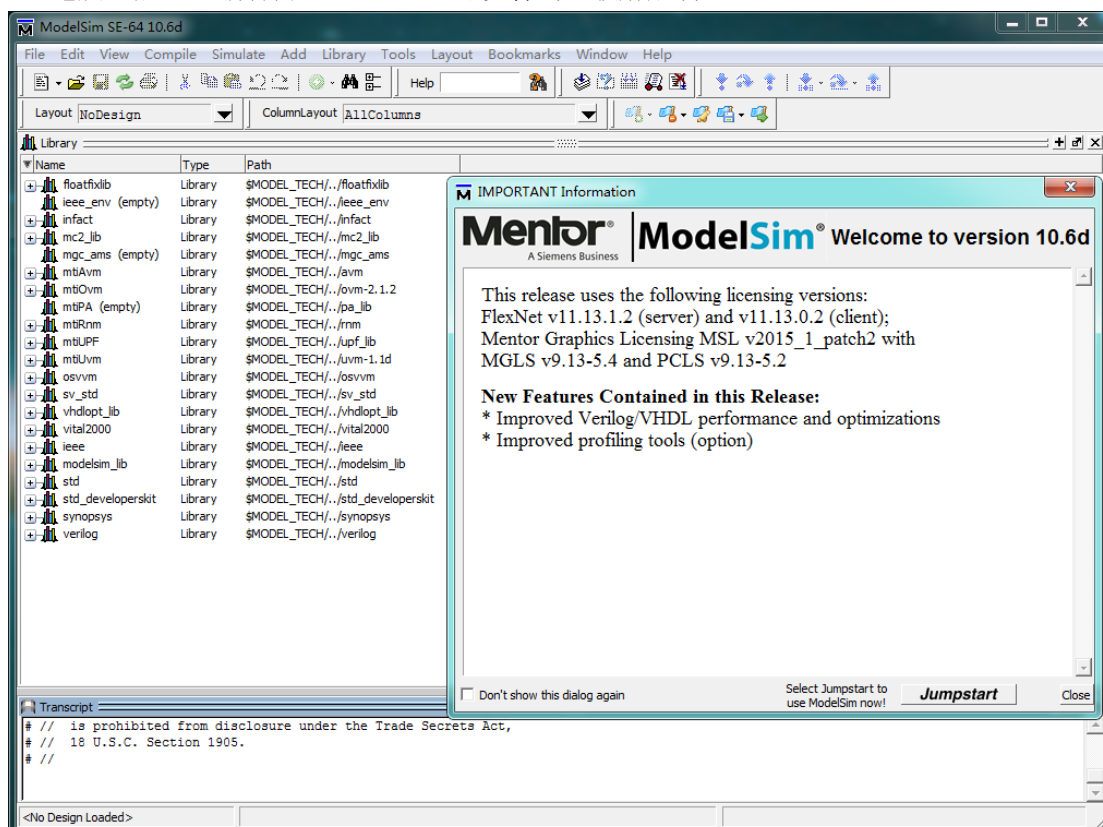 ModelSim SE-64 10.6d
File Edit View Compile Simulate Add Library Tools Layout Bookmarks Window Help
Help
Layout NoDesign ColumnLayout AllColumns
Library
Name Type Path
floatfixlib Library $MODEL_TECH/../floatfixlib
ieee_env (empty) Library $MODEL_TECH/../ieee_env
infact Library $MODEL_TECH/../infact
mc2_lib Library $MODEL_TECH/../mc2_lib
mgc_ams (empty) Library $MODEL_TECH/../mgc_ams
mtiAvm Library $MODEL_TECH/../avm
mtiOvm Library $MODEL_TECH/../ovm-2.1.2
mtiPA (empty) Library $MODEL_TECH/../pa_lib
mtiRnm Library $MODEL_TECH/../rnm
mtiUPF Library $MODEL_TECH/../upf_lib
mtiUvm Library $MODEL_TECH/../uvm-1.1d
osvvm Library $MODEL_TECH/../osvvm
sv_std Library $MODEL_TECH/../sv_std
vhdlopt_lib Library $MODEL_TECH/../vhdlopt_lib
vital2000 Library $MODEL_TECH/../vital2000
ieee Library $MODEL_TECH/../ieee
modelsim_lib Library $MODEL_TECH/../modelsim_lib
std Library $MODEL_TECH/../std
std_developerskit Library $MODEL_TECH/../std_developerskit
synopsys Library $MODEL_TECH/../synopsys
verilog Library $MODEL_TECH/../verilog
IMPORTANT Information
Mentor® ModelSim® Welcome to version 10.6d
A Siemens Business
This release uses the following licensing versions:
FlexNet v11.13.1.2 (server) and v11.13.0.2 (client);
Mentor Graphics Licensing MSL v2015_1_patch2 with
MGLS v9.13-5.4 and PCLS v9.13-5.2
New Features Contained in this Release:
* Improved Verilog/VHDL performance and optimizations
* Improved profiling tools (option)
Don't show this dialog again
Select Jumpstart to
use ModelSim now!
Jumpstart
Close
Transcript
# // is prohibited from disclosure under the Trade Secrets Act,
# // 18 U.S.C. Section 1905.
# //
<No Design Loaded>